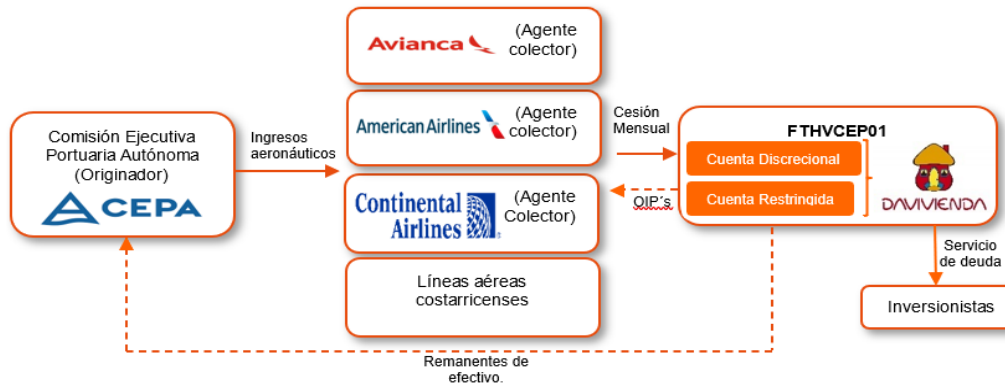 Comisión Ejecutiva
Portuaria Autónoma
(Originador)
CEPA
Ingresos
aeronáuticos
Avianca
(Agente
colector)
American Airlines
(Agente
colector)
Continental
Airlines
(Agente
Colector)
Líneas aéreas
costarricenses
Cesión
Mensual
OIP´s
FTHVCEP01
Cuenta Discrecional
Cuenta Restringida
DAVIVIENDA
Servicio
de deuda
Inversionistas
Remanentes de
efectivo.